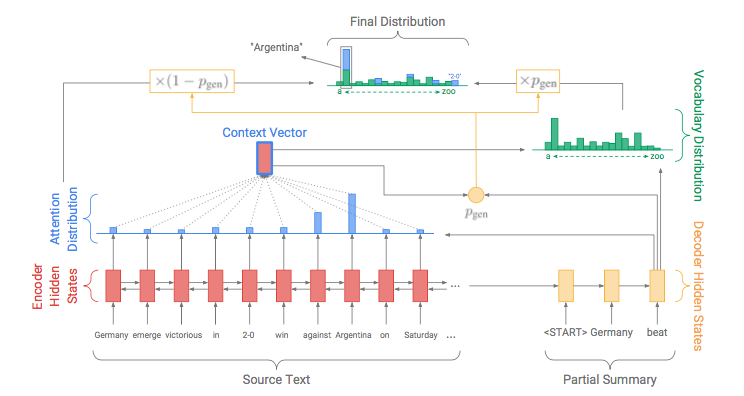 Final Distribution
"Argentina"
×(1 − pgen)
"2-0"
×pgen
a
zoo
Context Vector
a
zoo
Vocabulary Distribution
Attention
Distribution
pgen
Encoder
Hidden
States
...
Decoder Hidden States
Germany emerge victorious in 2-0 win against Argentina on Saturday ...
<START> Germany beat
Source Text
Partial Summary